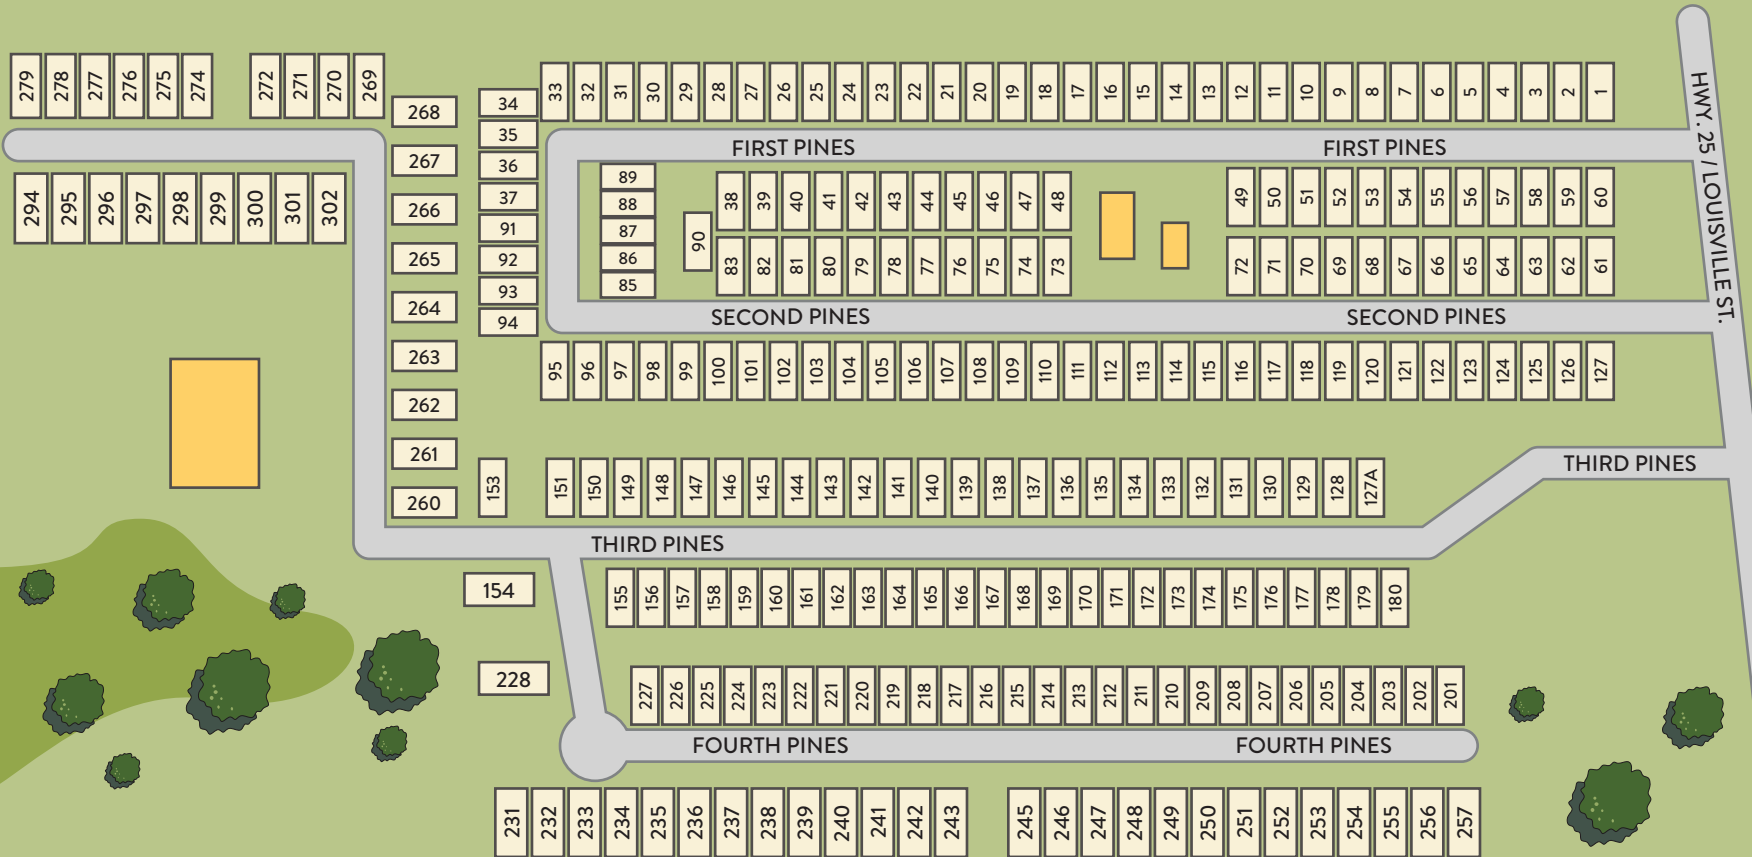 279 278 277 276 275 274 272 271 270 269
268
267
266
265
264
263
262
261
260
294 295 296 297 298 299 300 301 302
34
35
36
37
91
92
93
94
33 32 31 30 29 28 27 26 25 24 23 22 21 20 19 18 17 16 15 14 13 12 11 10 9 8 7 6 5 4 3 2 1
HWY. 25 / LOUISVILLE ST.
FIRST PINES FIRST PINES
89
88
87
86
85
90
38 39 40 41 42 43 44 45 46 47 48
49 50 51 52 53 54 55 56 57 58 59 60
83 82 81 80 79 78 77 76 75 74 73
72 71 70 69 68 67 66 65 64 63 62 61
SECOND PINES SECOND PINES
95 96 97 98 99 100 101 102 103 104 105 106 107 108 109 110 111 112 113 114 115 116 117 118 119 120 121 122 123 124 125 126 127
THIRD PINES
153 151 150 149 148 147 146 145 144 143 142 141 140 139 138 137 136 135 134 133 132 131 130 129 128 127A
THIRD PINES
154
155 156 157 158 159 160 161 162 163 164 165 166 167 168 169 170 171 172 173 174 175 176 177 178 179 180
228
227 226 225 224 223 222 221 220 219 218 217 216 215 214 213 212 211 210 209 208 207 206 205 204 203 202 201
FOURTH PINES FOURTH PINES
231 232 233 234 235 236 237 238 239 240 241 242 243
245 246 247 248 249 250 251 252 253 254 255 256 257